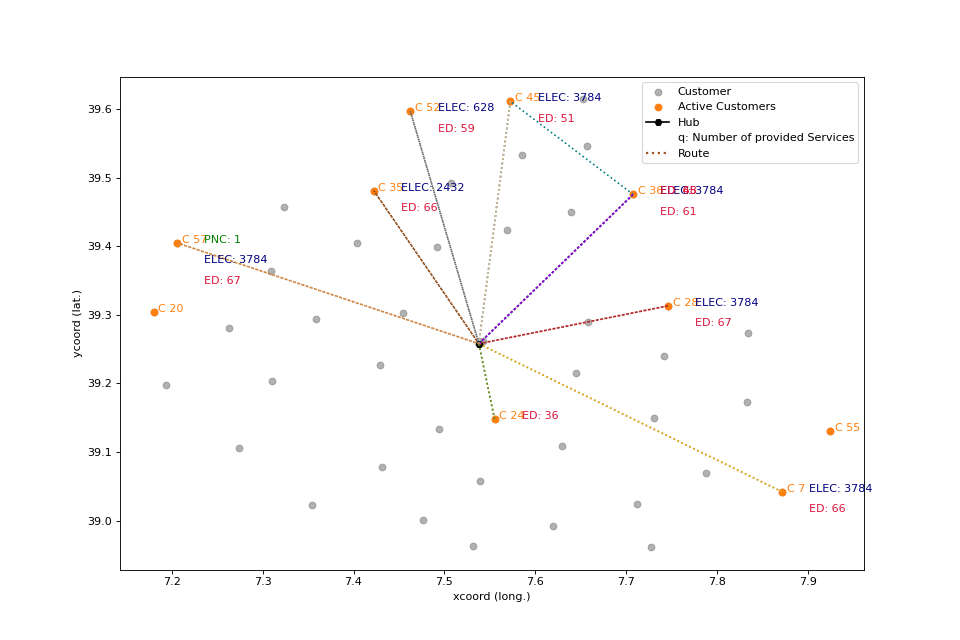 Customer
Active Customers
Hub
q: Number of provided Services
Route
39.6
39.5
39.4
39.3
39.2
39.1
39.0
ycoord (lat.)
C 52
ELEC: 628
ED: 59
C 45
ELEC: 3784
ED: 51
C 35
ELEC: 2432
ED: 66
C 36
ELEC: 3784
ED: 61
C 57
PNC: 1
ELEC: 3784
ED: 67
C 20
C 28
ELEC: 3784
ED: 67
C 24
ED: 36
C 55
C 7
ELEC: 3784
ED: 66
7.2
7.3
7.4
7.5
7.6
7.7
7.8
7.9
xcoord (long.)